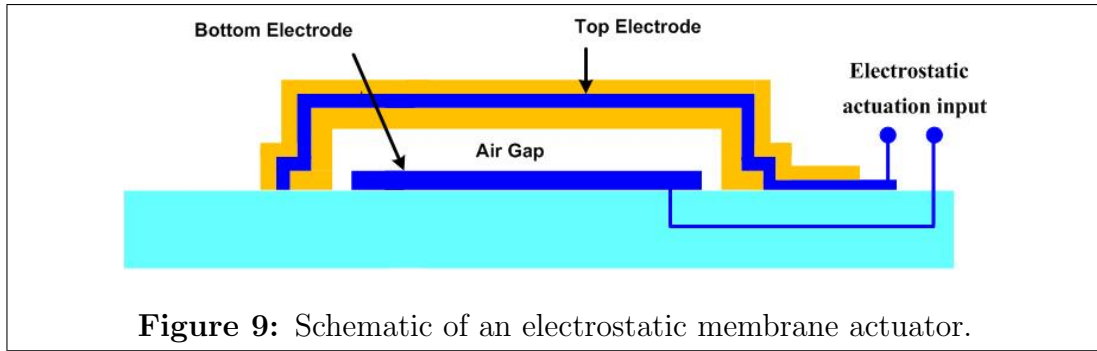 Bottom Electrode
Top Electrode
Electrostatic
actuation input
Air Gap
Figure 9: Schematic of an electrostatic membrane actuator.